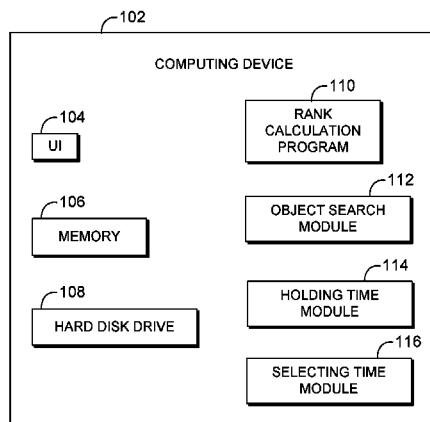 102
COMPUTING DEVICE
104
UI
106
MEMORY
108
HARD DISK DRIVE
110
RANK
CALCULATION
PROGRAM
112
OBJECT SEARCH
MODULE
114
HOLDING TIME
MODULE
116
SELECTING TIME
MODULE